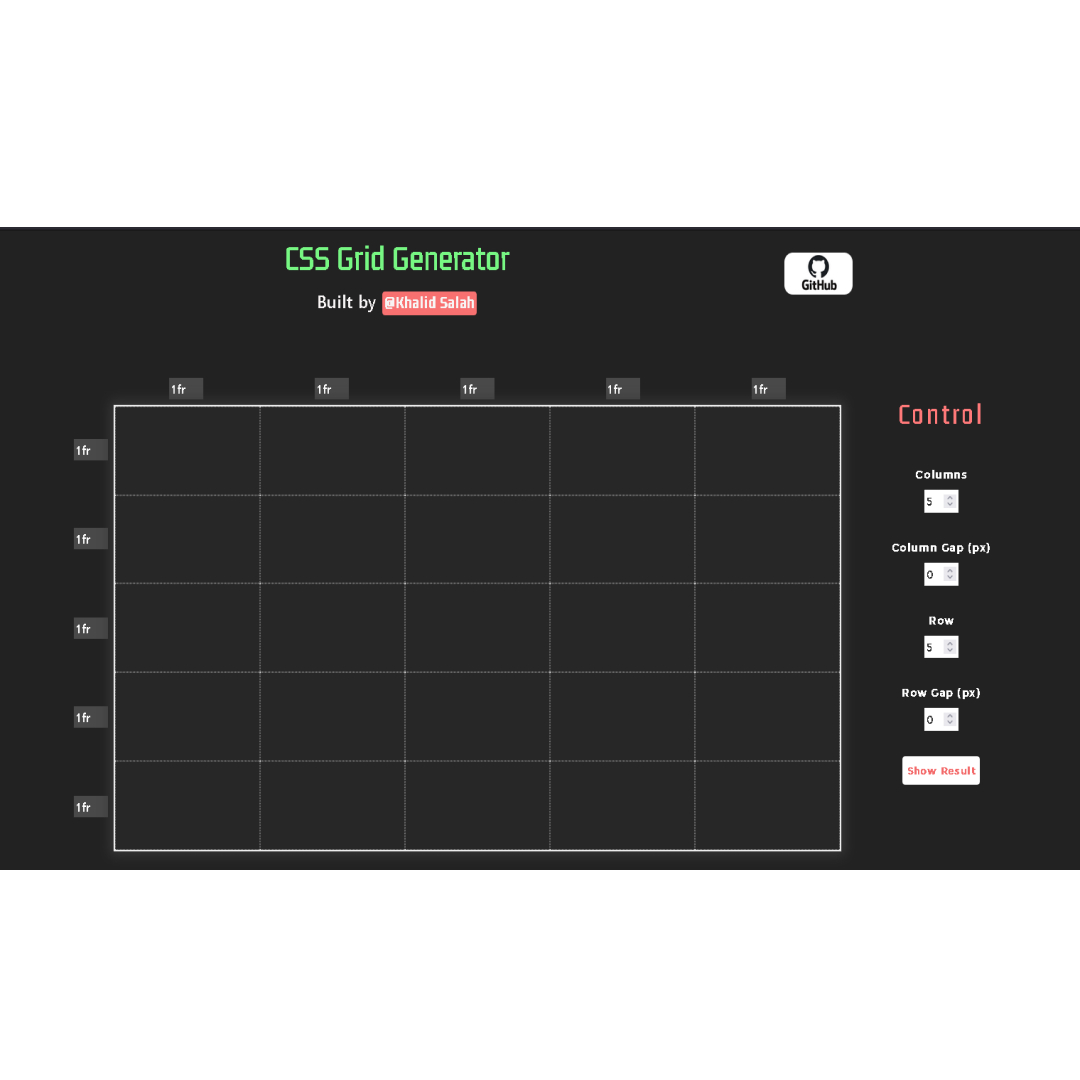 CSS Grid Generator
GitHub
Built by @Khalid Salah
1fr 1fr 1fr 1fr 1fr
1fr
1fr
1fr
1fr
1fr
Control
Columns
5
Column Gap (px)
0
Row
5
Row Gap (px)
0
Show Result